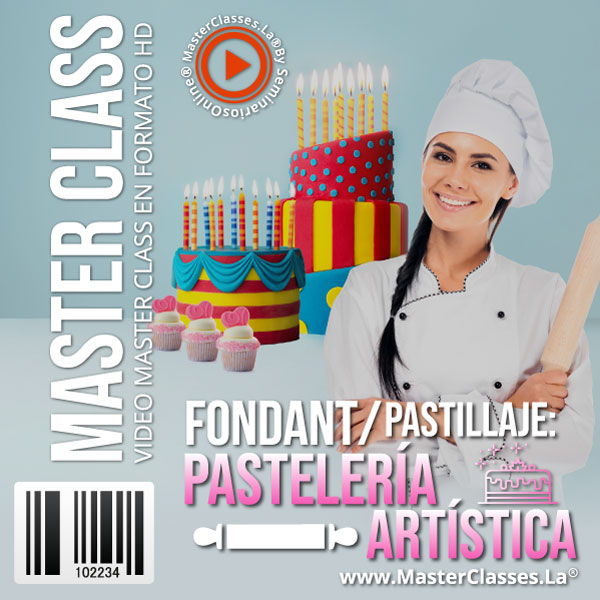 MASTER CLASS
VIDEO MASTER CLASS EN FORMATO HD
MasterClasses.La® By SeminariosOnline®
FONDANT/PASTILLAJE:
PASTELERÍA
ARTÍSTICA
102234
www.MasterClasses.La®